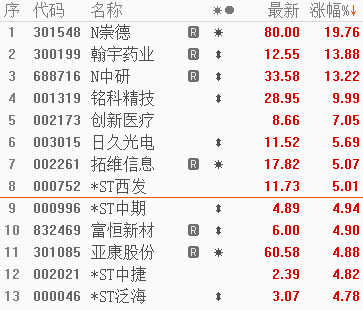 序 代码 名称 ✷● 最新 涨幅%↓
1 301548 N崇德 R ✷ 80.00 19.76
2 300199 翰宇药业 R ⬍ 12.55 13.88
3 688716 N中研 R ⬍ 33.58 13.22
4 001319 铭科精技 ⬍ 28.95 9.99
5 002173 创新医疗 8.66 7.05
6 003015 日久光电 ⬍ 11.52 5.69
7 002261 拓维信息 R ✷ 17.82 5.07
8 000752 *ST西发 11.73 5.01
9 000996 *ST中期 ⬍ 4.89 4.94
10 832469 富恒新材 R ⬍ 6.00 4.90
11 301085 亚康股份 R ✷ 60.58 4.88
12 002021 *ST中捷 2.39 4.82
13 000046 *ST泛海 ⬍ 3.07 4.78